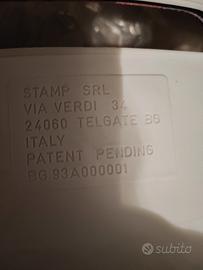 STAMP SRL
VIA VERDI 34
24060 TELGATE BG
ITALY
PATENT PENDING
BG.93A000001
subito